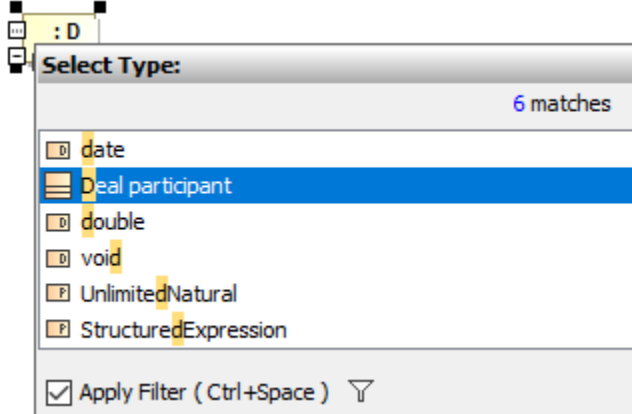 : D
Select Type:
6 matches
date
Deal participant
double
void
UnlimitedNatural
StructuredExpression
Apply Filter ( Ctrl+Space )